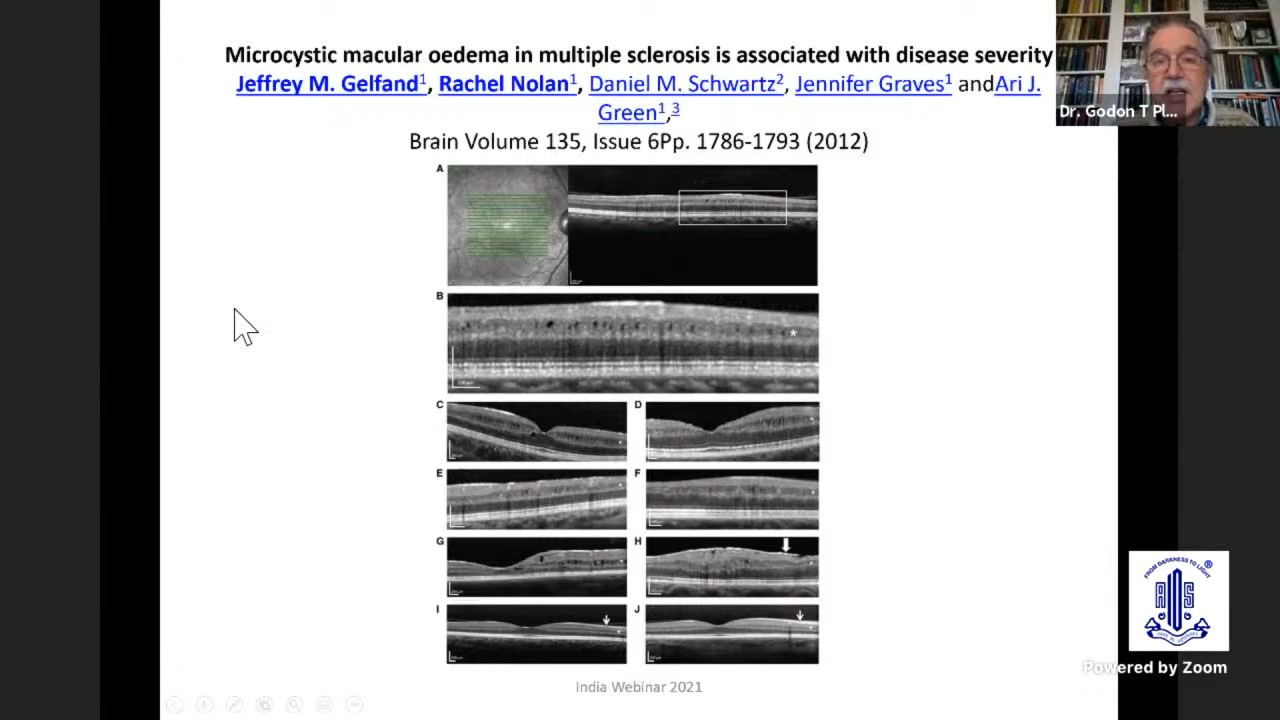 Microcystic macular oedema in multiple sclerosis is associated with disease severity
Jeffrey M. Gelfand1, Rachel Nolan1, Daniel M. Schwartz2, Jennifer Graves1 andAri J.
Green1,3
Brain Volume 135, Issue 6Pp. 1786-1793 (2012)
Dr. Godon T Pl...
A
B
*
C
D
E
F
G
H
I
J
FROM DARKNESS TO LIGHT
®
AIOS
India Webinar 2021
Powered by Zoom